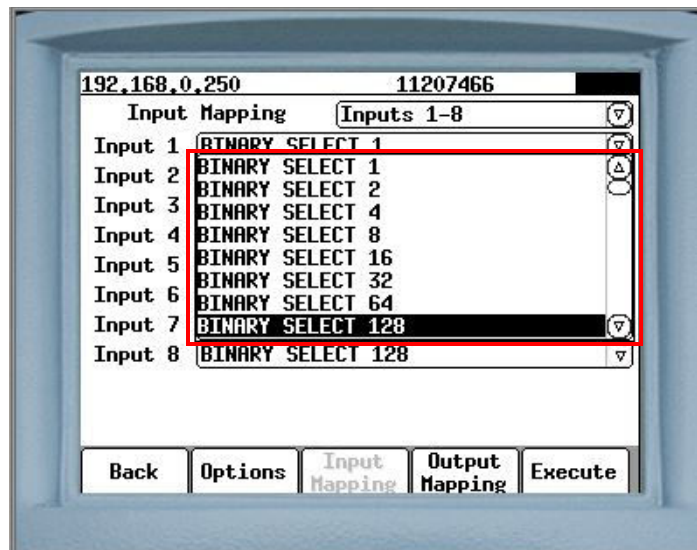 192.168.0.250 11207466
Input Mapping Inputs 1-8
Input 1 BINARY SELECT 1
Input 2 BINARY SELECT 1
BINARY SELECT 2
Input 3 BINARY SELECT 4
Input 4 BINARY SELECT 8
Input 5 BINARY SELECT 16
BINARY SELECT 32
Input 6 BINARY SELECT 64
Input 7 BINARY SELECT 128
Input 8 BINARY SELECT 128
Back Options Input Mapping Output Mapping Execute